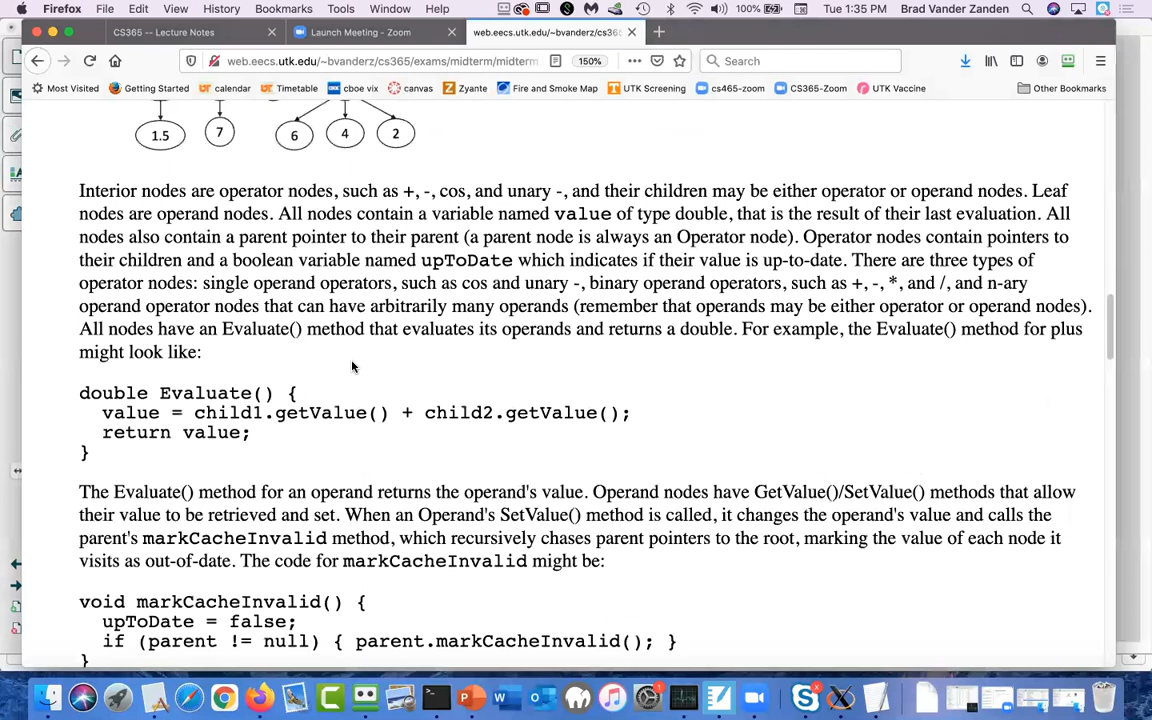 Firefox File Edit View History Bookmarks Tools Window Help 100% Tue 1:35 PM Brad Vander Zanden
CS365 -- Lecture Notes Launch Meeting - Zoom web.eecs.utk.edu/~bvanderz/cs365
web.eecs.utk.edu/~bvanderz/cs365/exams/midterm/midterm 150% Search
Most Visited Getting Started calendar Timetable cboe vix canvas Zyante Fire and Smoke Map UTK Screening cs465-zoom CS365-Zoom UTK Vaccine Other Bookmarks
1.5 7 6 4 2
Interior nodes are operator nodes, such as +, -, cos, and unary -, and their children may be either operator or operand nodes. Leaf
nodes are operand nodes. All nodes contain a variable named value of type double, that is the result of their last evaluation. All
nodes also contain a parent pointer to their parent (a parent node is always an Operator node). Operator nodes contain pointers to
their children and a boolean variable named upToDate which indicates if their value is up-to-date. There are three types of
operator nodes: single operand operators, such as cos and unary -, binary operand operators, such as +, -, *, and /, and n-ary
operand operator nodes that can have arbitrarily many operands (remember that operands may be either operator or operand nodes).
All nodes have an Evaluate() method that evaluates its operands and returns a double. For example, the Evaluate() method for plus
might look like:
double Evaluate() {
value = child1.getValue() + child2.getValue();
return value;
}
The Evaluate() method for an operand returns the operand's value. Operand nodes have GetValue()/SetValue() methods that allow
their value to be retrieved and set. When an Operand's SetValue() method is called, it changes the operand's value and calls the
parent's markCacheInvalid method, which recursively chases parent pointers to the root, marking the value of each node it
visits as out-of-date. The code for markCacheInvalid might be:
void markCacheInvalid() {
upToDate = false;
if (parent != null) { parent.markCacheInvalid(); }
}